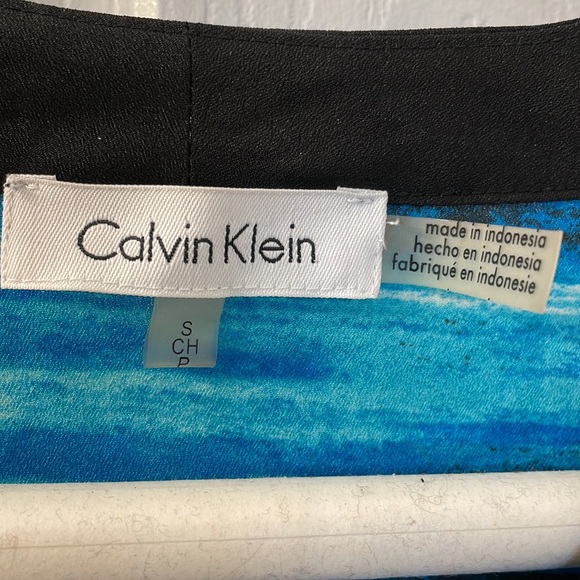 Calvin Klein
made in indonesia
hecho en indonesia
fabriqué en indonesie
S
CH
P